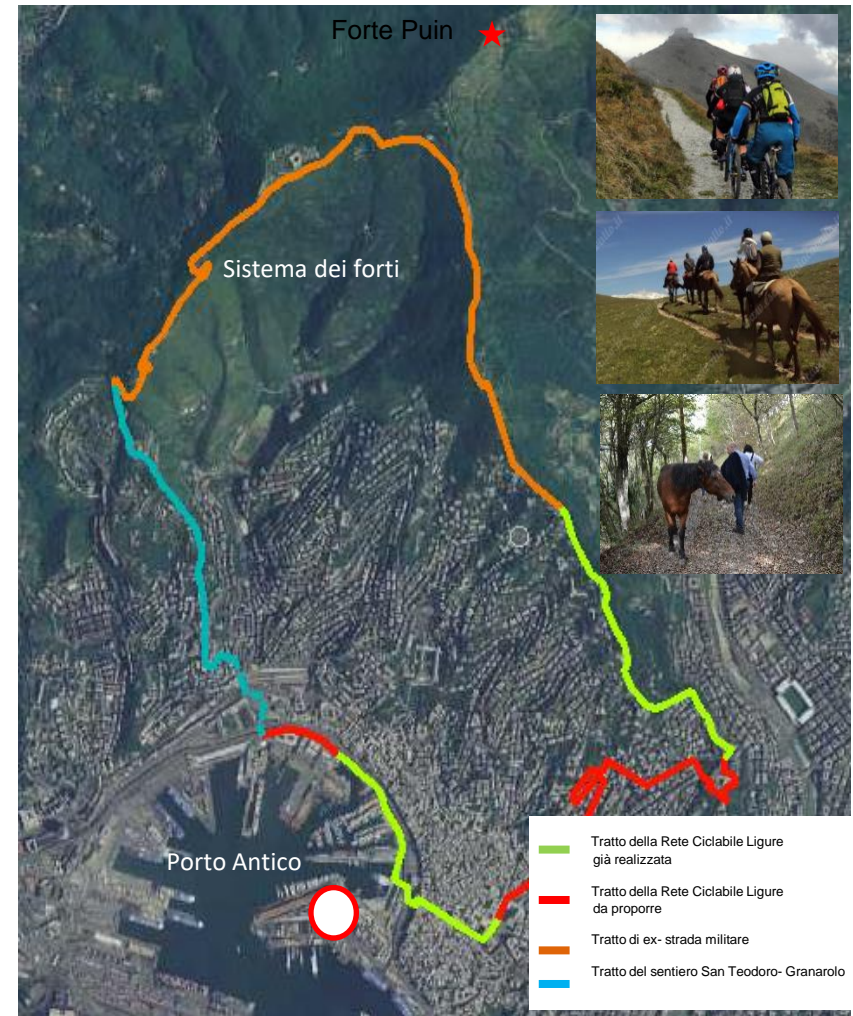 Forte Puin
Sistema dei forti
Porto Antico
Tratto della Rete Ciclabile Ligure
già realizzata
Tratto della Rete Ciclabile Ligure
da proporre
Tratto di ex- strada militare
Tratto del sentiero San Teodoro- Granarolo